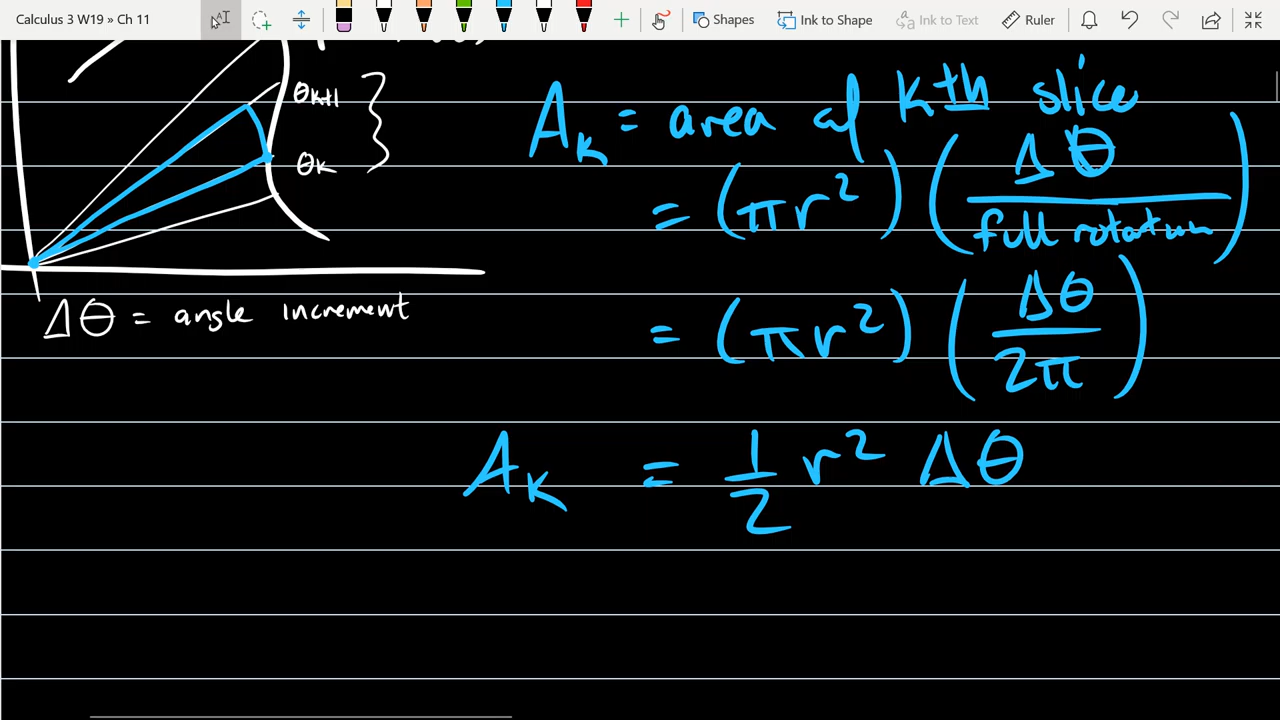 Calculus 3 W19 » Ch 11
Shapes
Ink to Shape
Ink to Text
Ruler
θk+1
θk
Δθ = angle increment
Ak = area of kth slice
= (πr²) (Δθ / full rotation)
= (πr²) (Δθ / 2π)
Ak = 1/2 r² Δθ